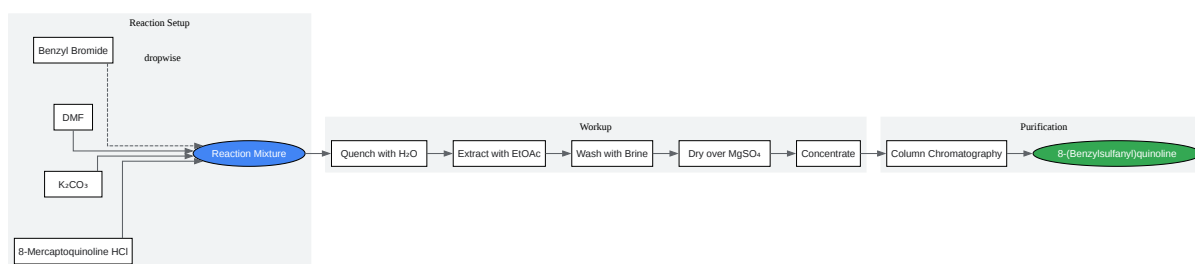 Reaction Setup
Benzyl Bromide
dropwise
DMF
Reaction Mixture
K₂CO₃
8-Mercaptoquinoline HCl
Workup
Quench with H₂O
Extract with EtOAc
Wash with Brine
Dry over MgSO₄
Concentrate
Purification
Column Chromatography
8-(Benzylsulfanyl)quinoline